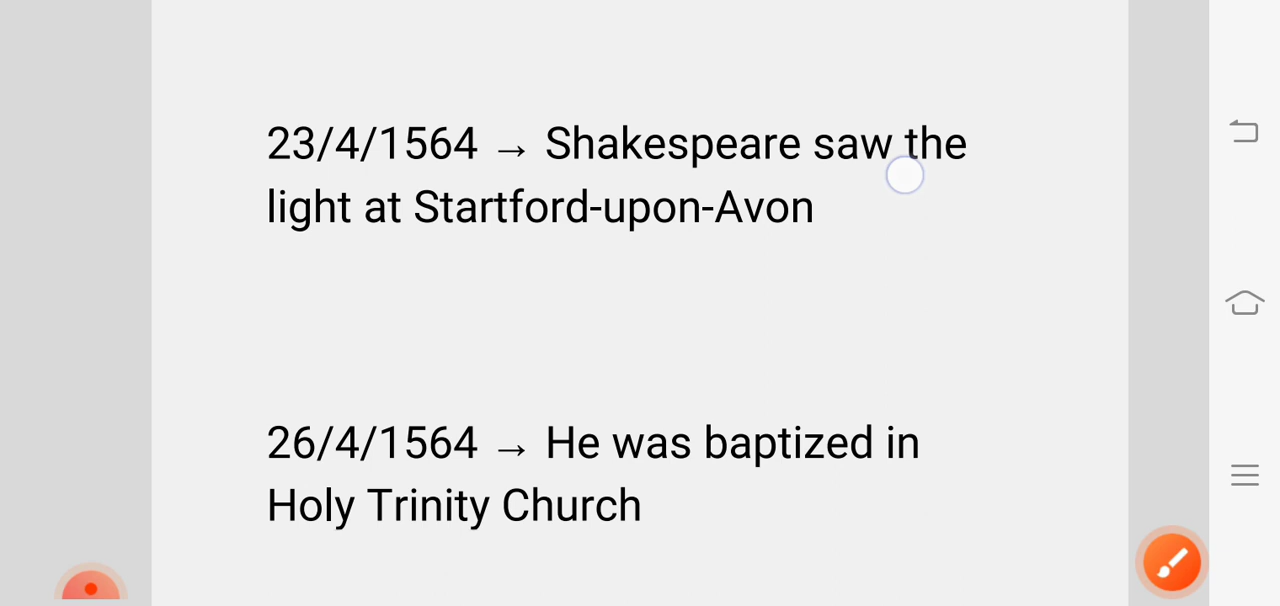 23/4/1564 → Shakespeare saw the
light at Startford-upon-Avon
26/4/1564 → He was baptized in
Holy Trinity Church